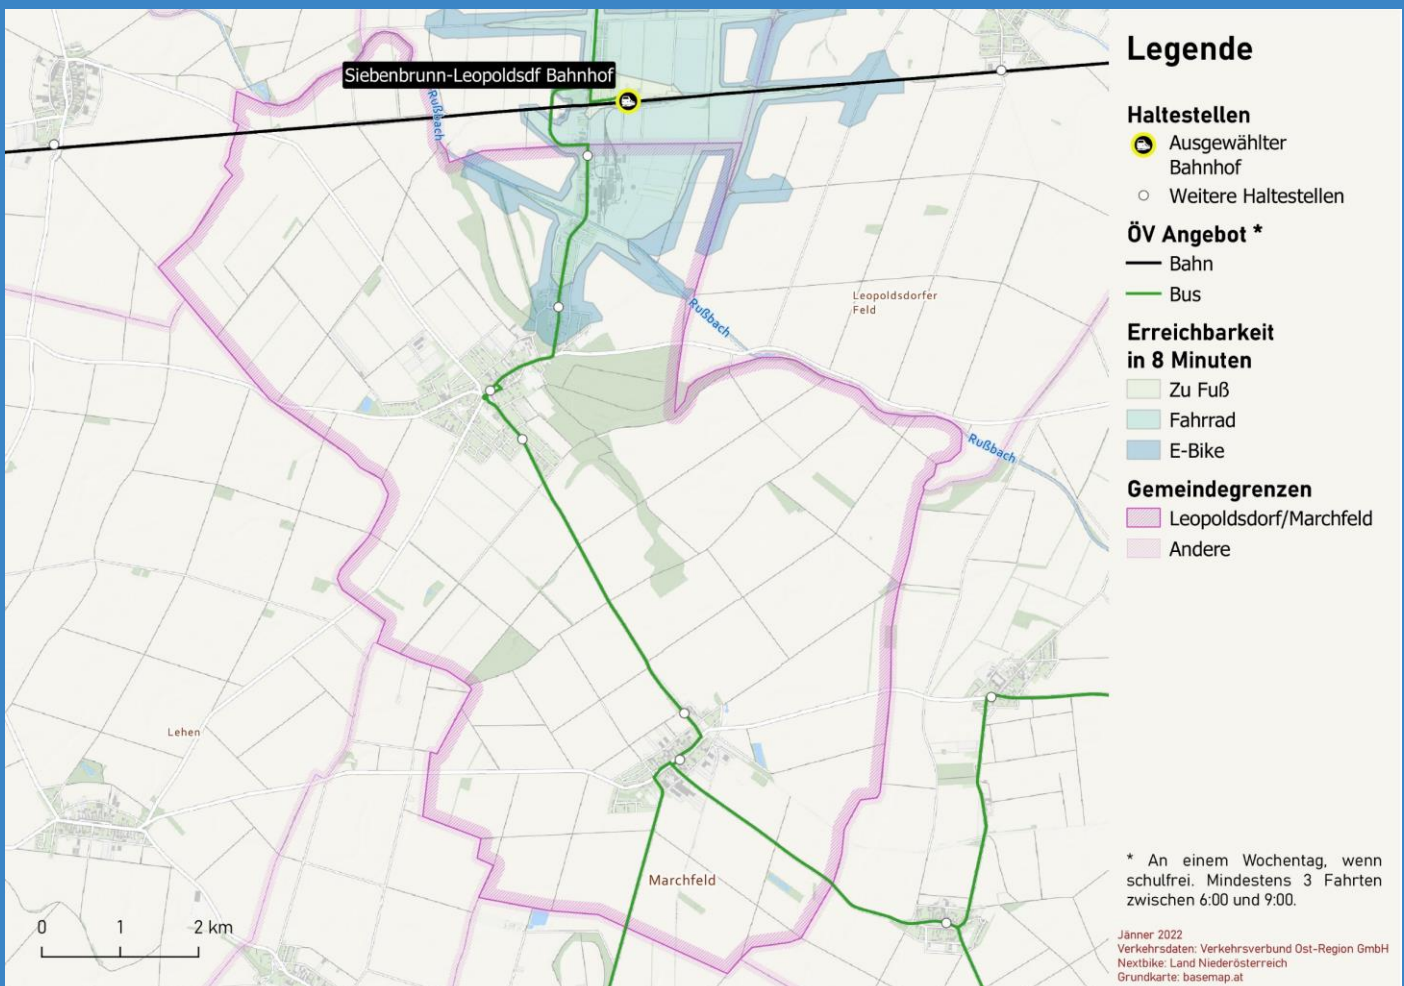 Siebenbrunn-Leopoldsdf Bahnhof
Rußbach
Leopoldsdorfer
Feld
Rußbach
Rußbach
Lehen
Marchfeld
0 1 2 km
Legende
Haltestellen
Ausgewählter
Bahnhof
Weitere Haltestellen
ÖV Angebot *
Bahn
Bus
Erreichbarkeit
in 8 Minuten
Zu Fuß
Fahrrad
E-Bike
Gemeindegrenzen
Leopoldsdorf/Marchfeld
Andere
* An einem Wochentag, wenn
schulfrei. Mindestens 3 Fahrten
zwischen 6:00 und 9:00.
Jänner 2022
Verkehrsdaten: Verkehrsverbund Ost-Region GmbH
Nextbike: Land Niederösterreich
Grundkarte: basemap.at